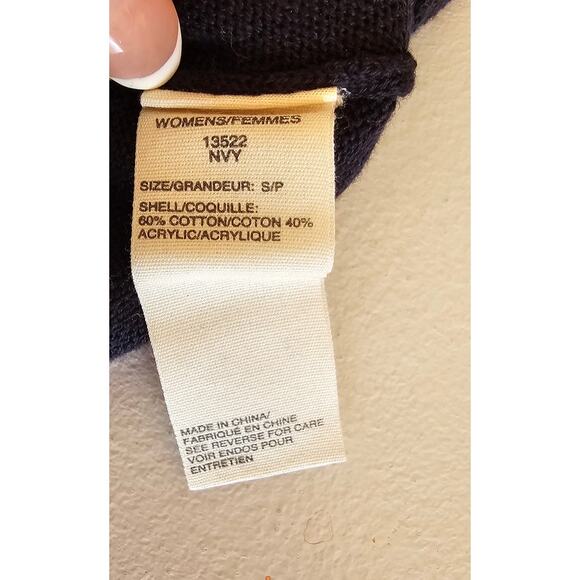 WOMENS/FEMMES
13522
NVY
SIZE/GRANDEUR: S/P
SHELL/COQUILLE:
60% COTTON/COTON 40%
ACRYLIC/ACRYLIQUE
MADE IN CHINA/
FABRIQUÉ EN CHINE
SEE REVERSE FOR CARE
VOIR ENDOS POUR
ENTRETIEN